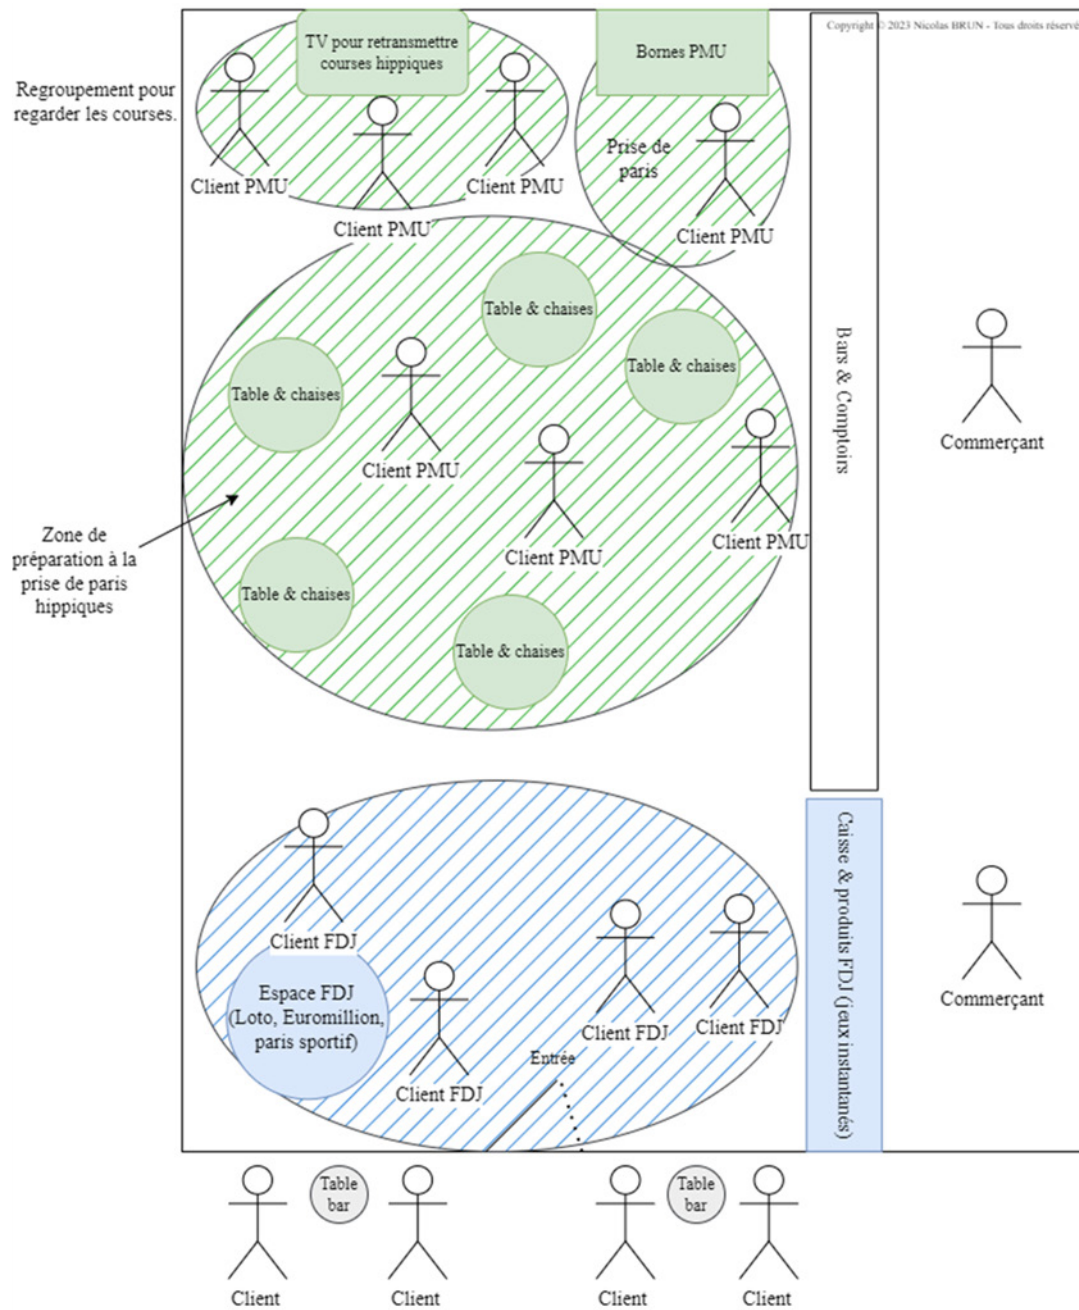 Copyright © 2023 Nicolas BRUN - Tous droits réservé
TV pour retransmettre
courses hippiques
Bornes PMU
Regroupement pour
regarder les courses.
Prise de
paris
Client PMU
Client PMU
Client PMU
Client PMU
Table & chaises
Table & chaises
Table & chaises
Bars & Comptoirs
Commerçant
Client PMU
Client PMU
Client PMU
Zone de
préparation à la
prise de paris
hippiques
Table & chaises
Table & chaises
Caisse & produits FDJ (jeux instantanés)
Client FDJ
Espace FDJ
(Loto, Euromillion,
paris sportif)
Client FDJ
Client FDJ
Client FDJ
Commerçant
Entrée
Table
bar
Table
bar
Client
Client
Client
Client